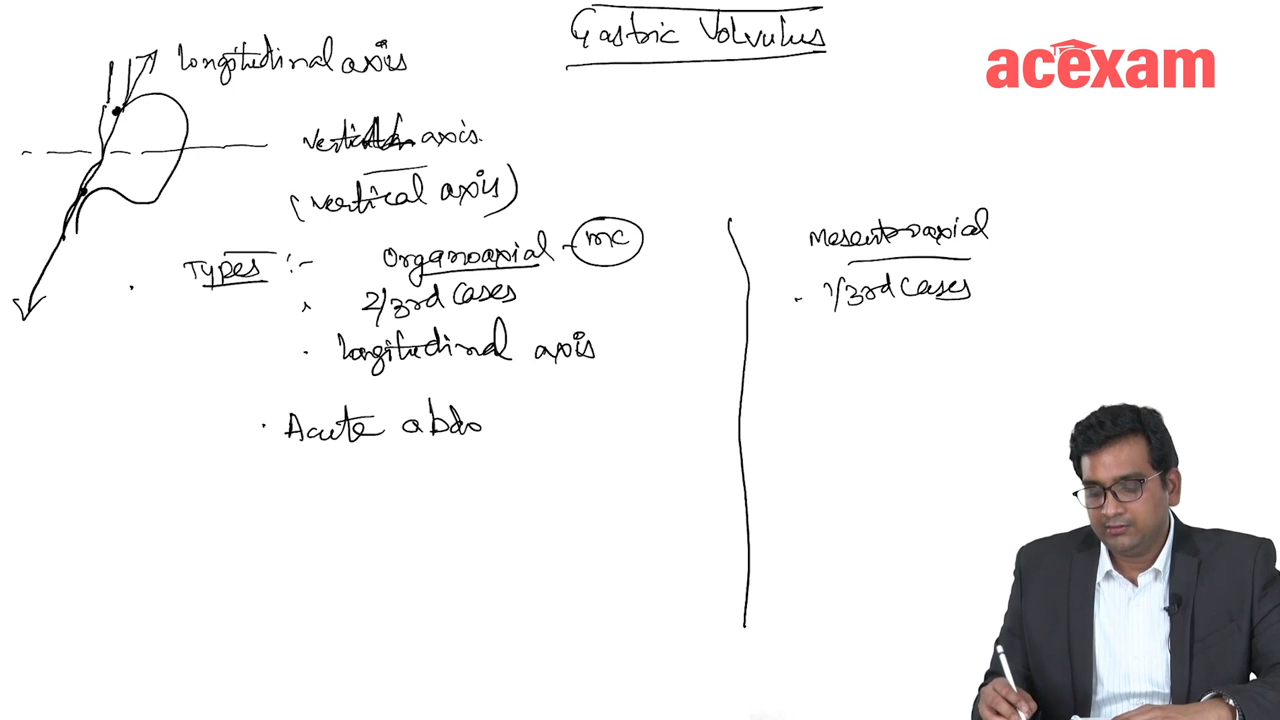 Gastric Volvulus
acexam
Longitudinal axis
axis.
(vertical axis)
Types :- Organoaxial - mc
2/3rd cases
longitudinal axis
Acute abdo
Mesentroaxial
1/3rd cases